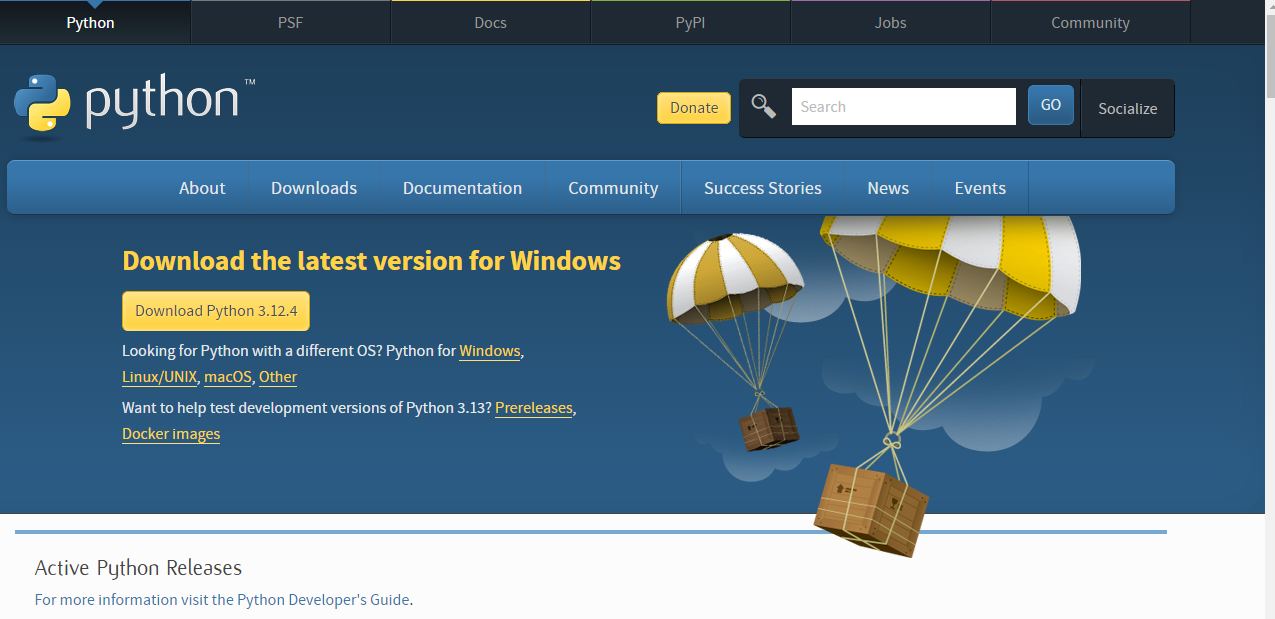 Python PSF Docs PyPI Jobs Community
python™
Donate Search GO Socialize
About Downloads Documentation Community Success Stories News Events
Download the latest version for Windows
Download Python 3.12.4
Looking for Python with a different OS? Python for Windows,
Linux/UNIX, macOS, Other
Want to help test development versions of Python 3.13? Prereleases,
Docker images
Active Python Releases
For more information visit the Python Developer's Guide.